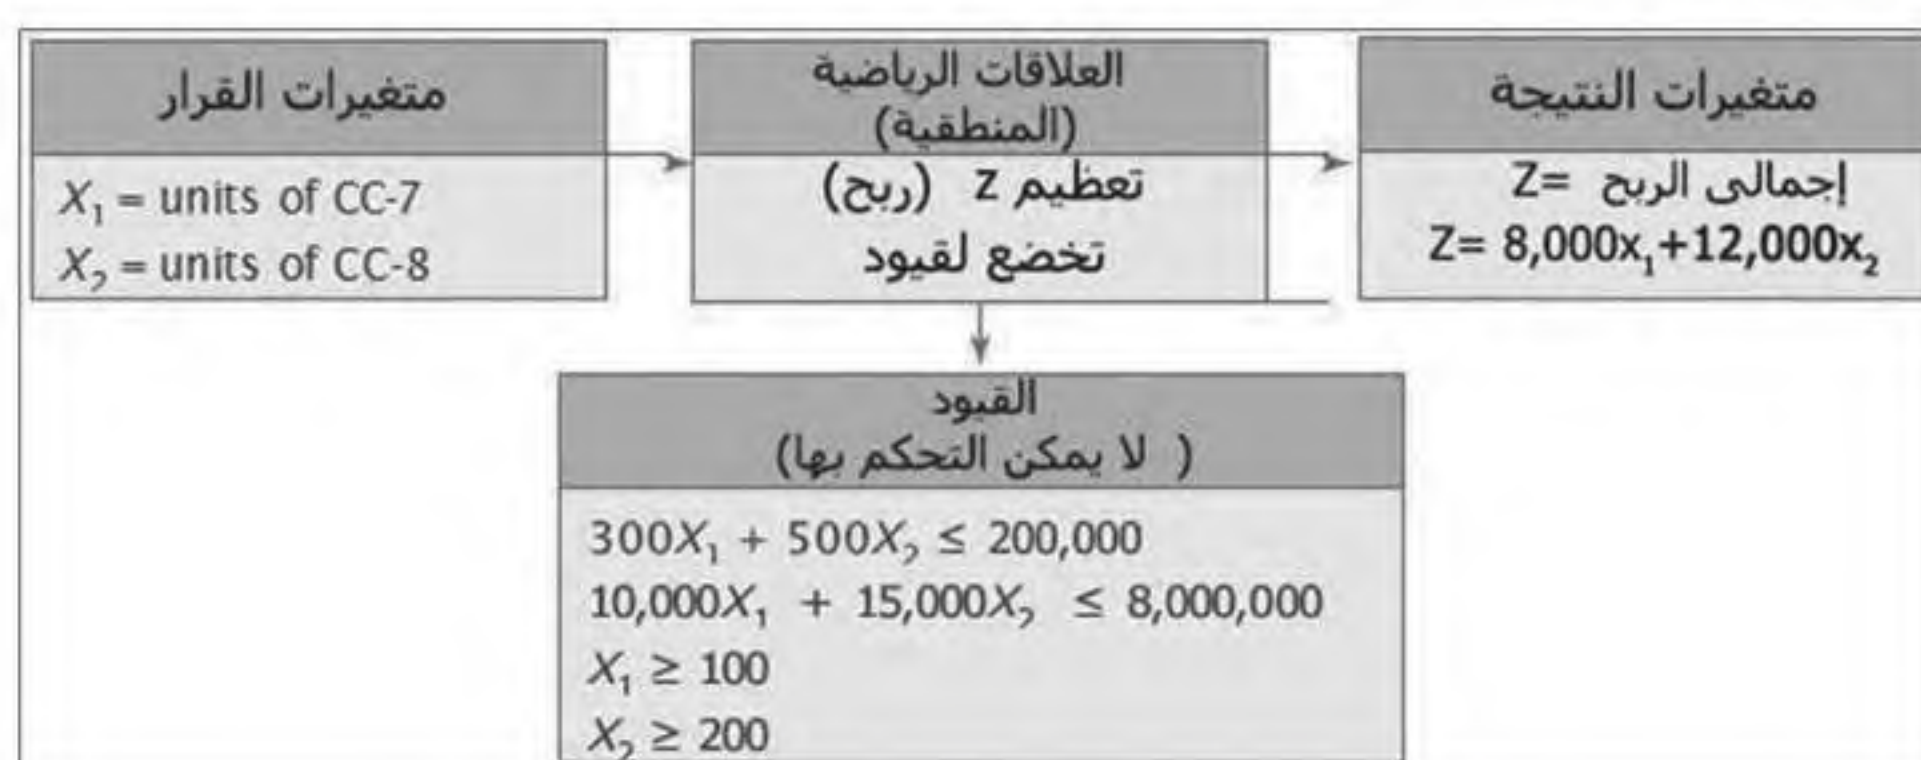 متغيرات القرار
X₁ = units of CC-7
X₂ = units of CC-8
العلاقات الرياضية
(المنطقية)
تعظيم z (ربح)
تخضع لقيود
متغيرات النتيجة
إجمالى الربح =Z
Z= 8,000x₁+12,000x₂
القيود
( لا يمكن التحكم بها)
300X₁ + 500X₂ ≤ 200,000
10,000X₁ + 15,000X₂ ≤ 8,000,000
X₁ ≥ 100
X₂ ≥ 200